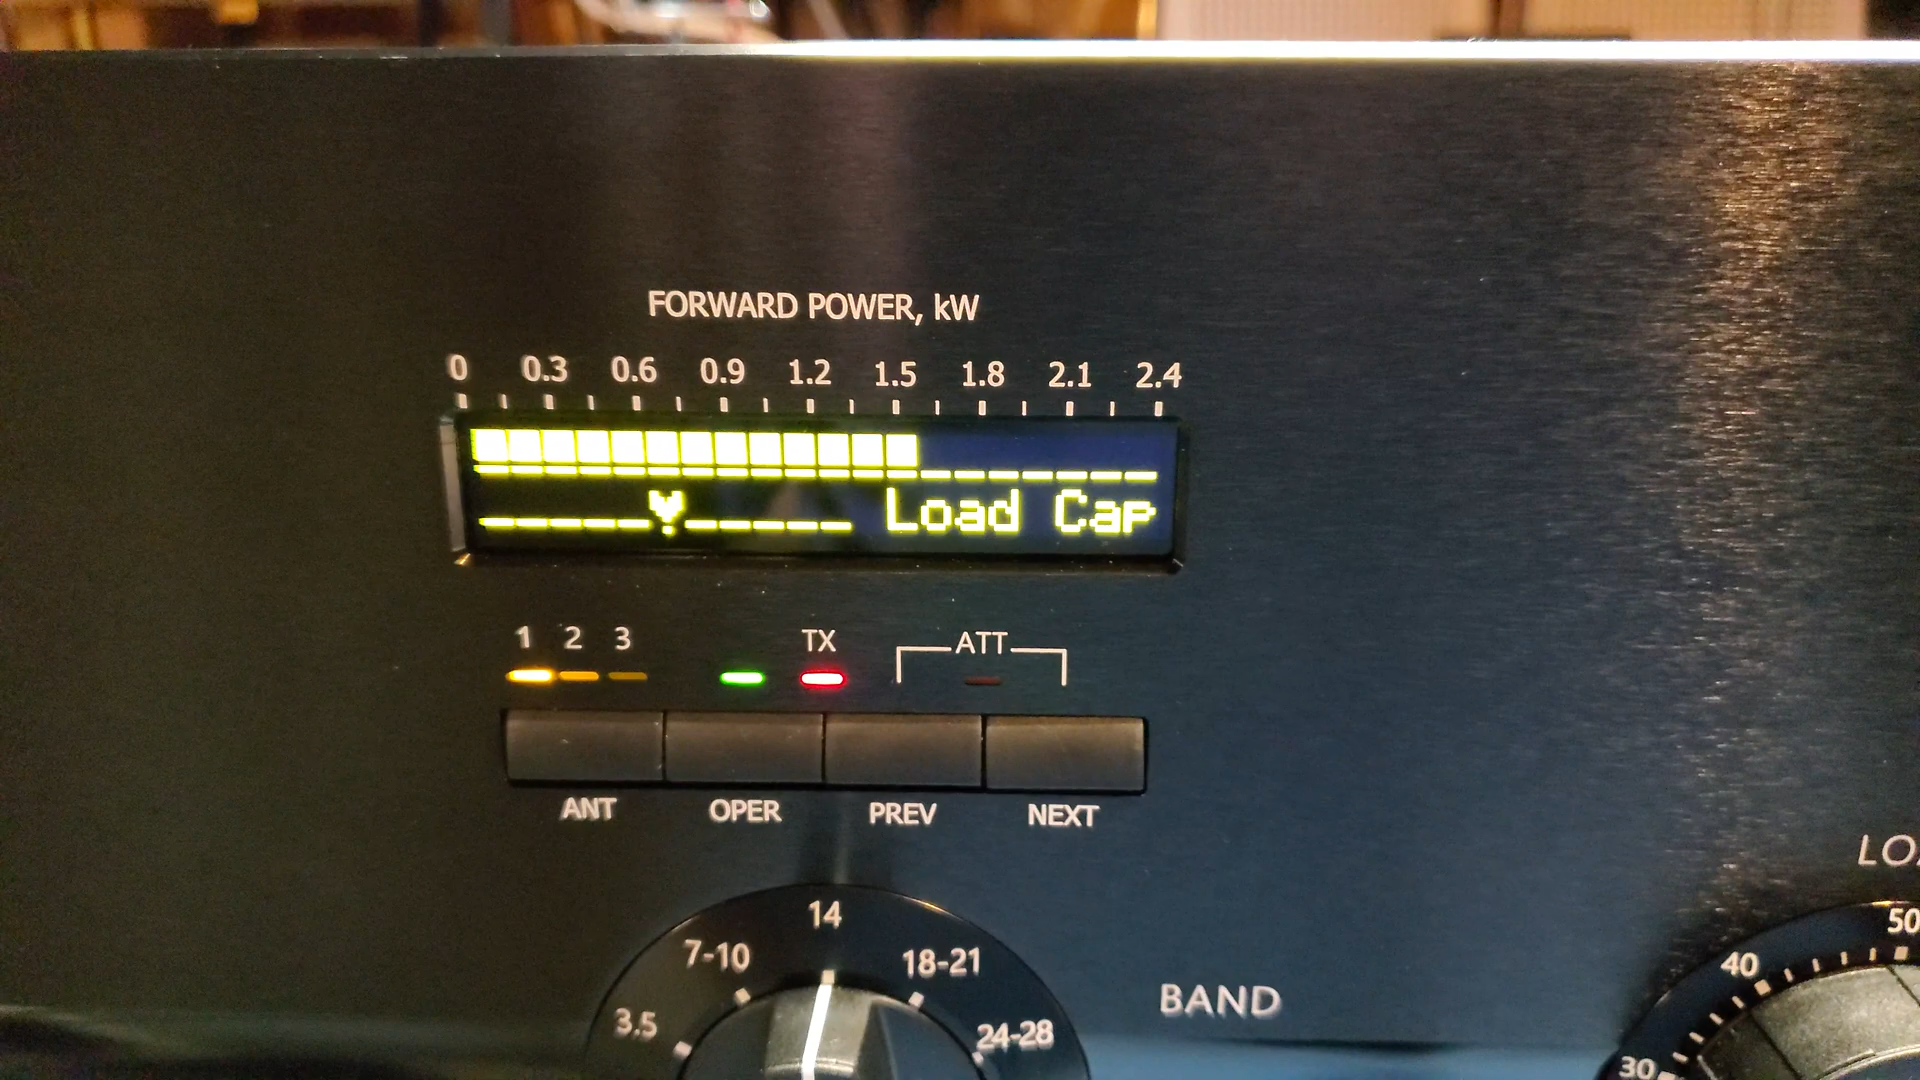 FORWARD POWER, kW
0 0.3 0.6 0.9 1.2 1.5 1.8 2.1 2.4
Load Cap
1 2 3 TX ATT
ANT OPER PREV NEXT
14
7-10 18-21
3.5 24-28
BAND
50
40
30